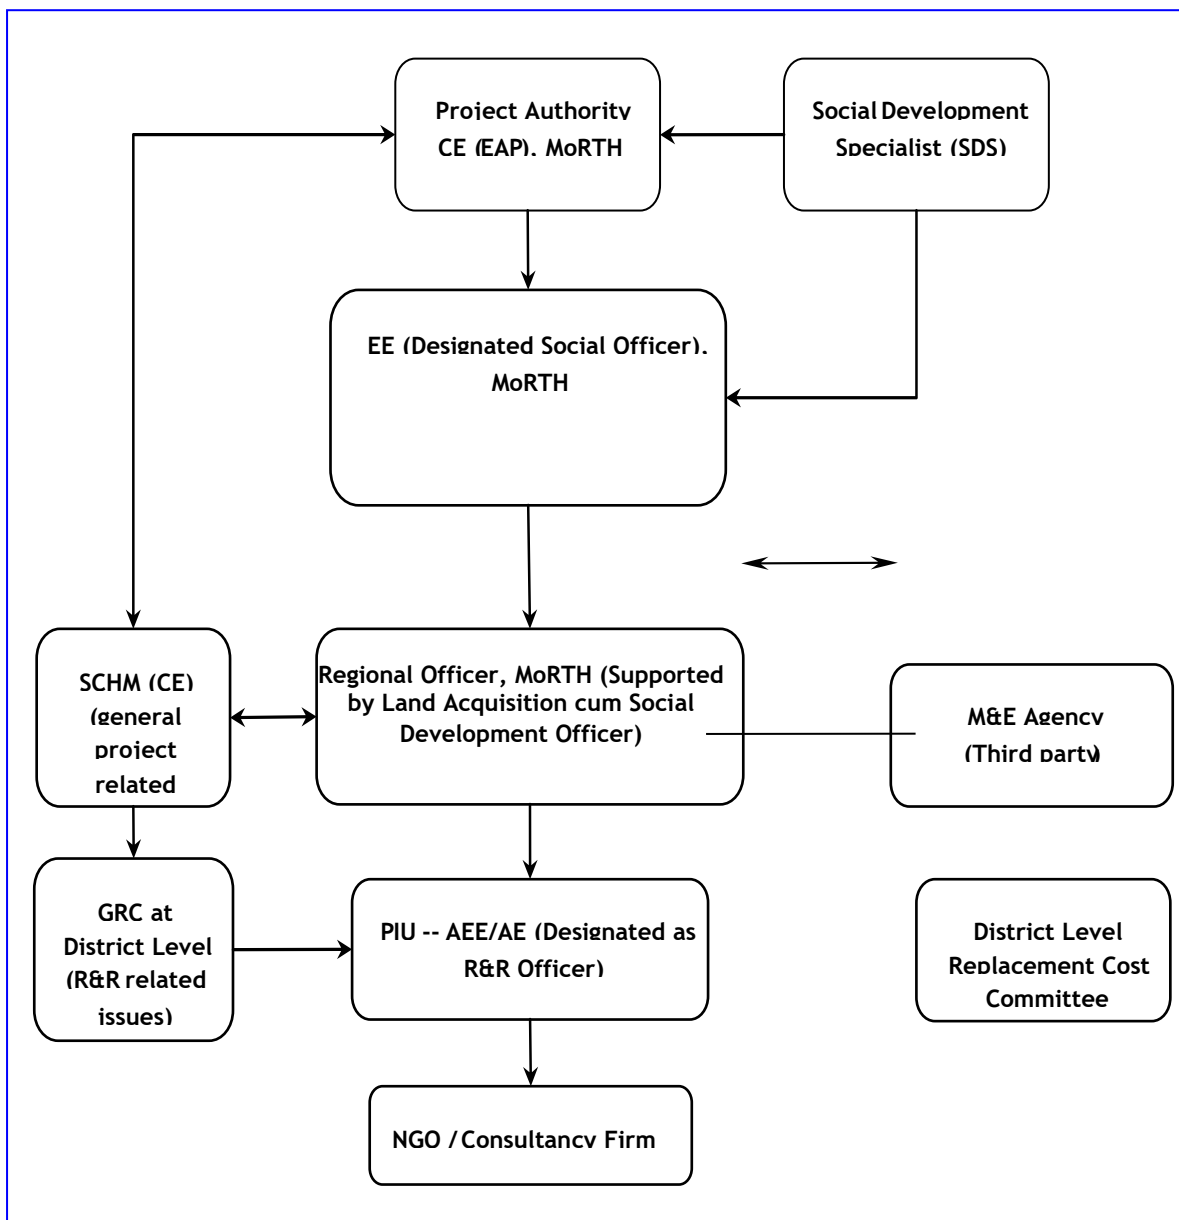 Project Authority
CE (EAP), MoRTH
Social Development
Specialist (SDS)
EE (Designated Social Officer),
MoRTH
SCHM (CE)
(general
project
related
Regional Officer, MoRTH (Supported
by Land Acquisition cum Social
Development Officer)
M&E Agency
(Third party)
GRC at
District Level
(R&R related
issues)
PIU -- AEE/AE (Designated as
R&R Officer)
District Level
Replacement Cost
Committee
NGO / Consultancy Firm